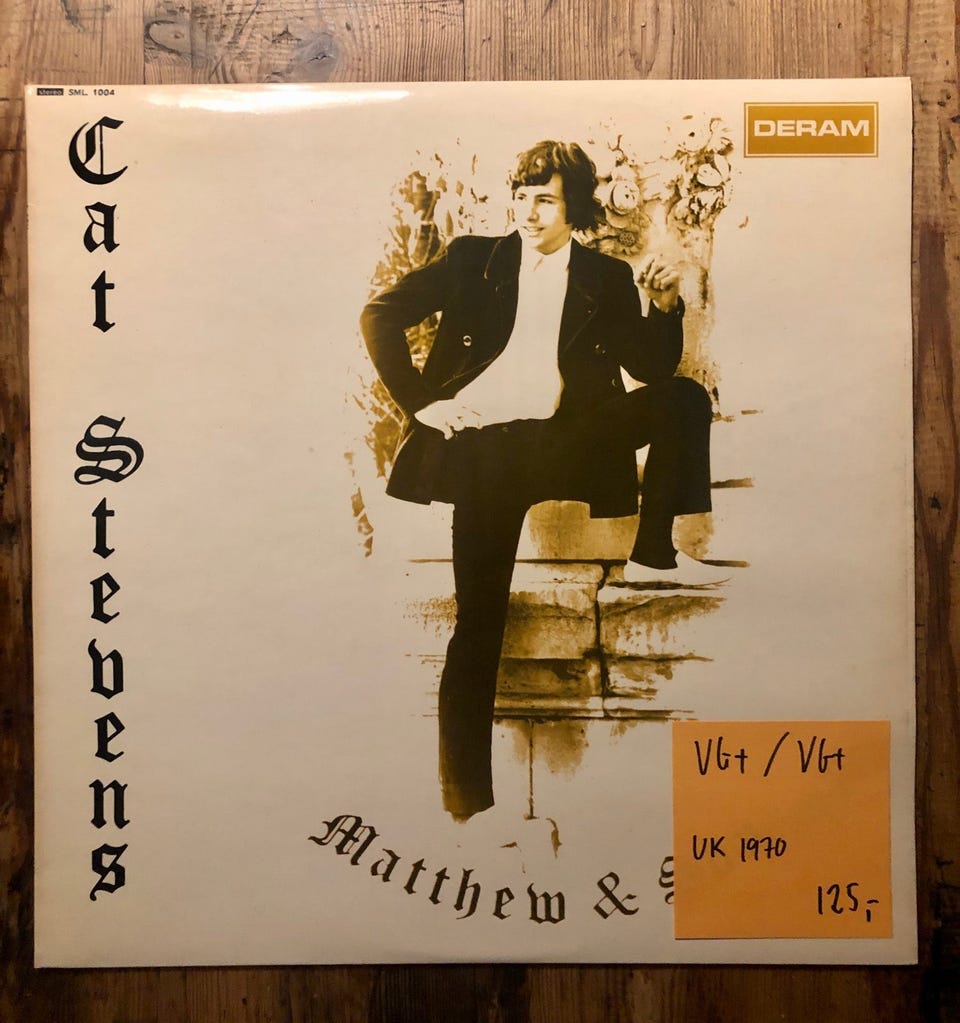 stereo SML 1004
DERAM
Cat Stevens
Matthew &
VG+ / VG+
UK 1970
125,-